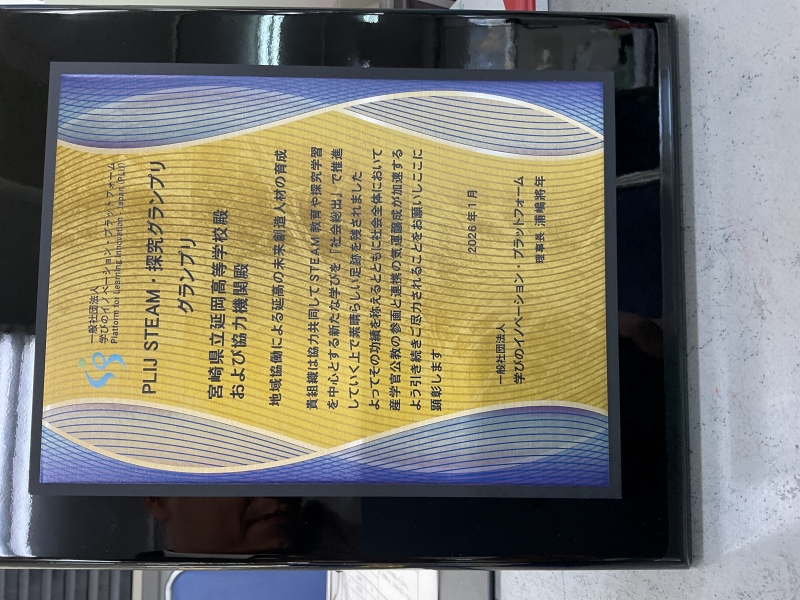 一般社団法人
学びのイノベーション・プラットフォーム
Platform for Learning Innovation Japan (PLIJ)
PLIJ STEAM・探究グランプリ
グランプリ
宮崎県立延岡高等学校殿
および協力機関殿
地域協働による延高の未来創造人材の育成
貴組織は協力共同してSTEAM教育や探究学習
を中心とする新たな学びを「社会総出」で推進
していく上で素晴らしい足跡を残されました
よってその功績を称えるとともに社会全体において
産学官公教の参画と連携の気運醸成が加速する
よう引き続きご尽力されることをお願いしここに
顕彰します
2026年1月
一般社団法人
学びのイノベーション・プラットフォーム
理事長 浦嶋將年